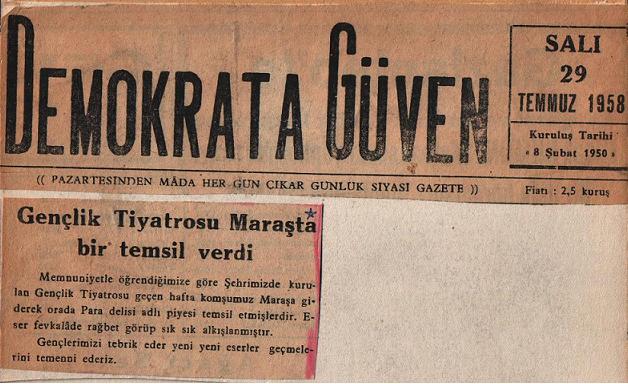 DEMOKRATA GÜVEN
SALI
29
TEMMUZ 1958
Kuruluş Tarihi
« 8 Şubat 1950 »
(( PAZARTESİNDEN MÂDA HER GÜN ÇIKAR GÜNLÜK SİYASİ GAZETE ))
Fiatı : 2,5 kuruş
Gençlik Tiyatrosu Maraşta
bir temsil verdi
Memnuniyetle öğrendiğimize göre Şehrimizde kuru-
lan Gençlik Tiyatrosu geçen hafta komşumuz Maraşa gi-
derek orada Para delisi adlı piyesi temsil etmişlerdir. E-
ser fevkalâde rağbet görüp sık sık alkışlanmıştır.
Gençlerimizi tebrik eder yeni yeni eserler geçmele-
rini temenni ederiz.